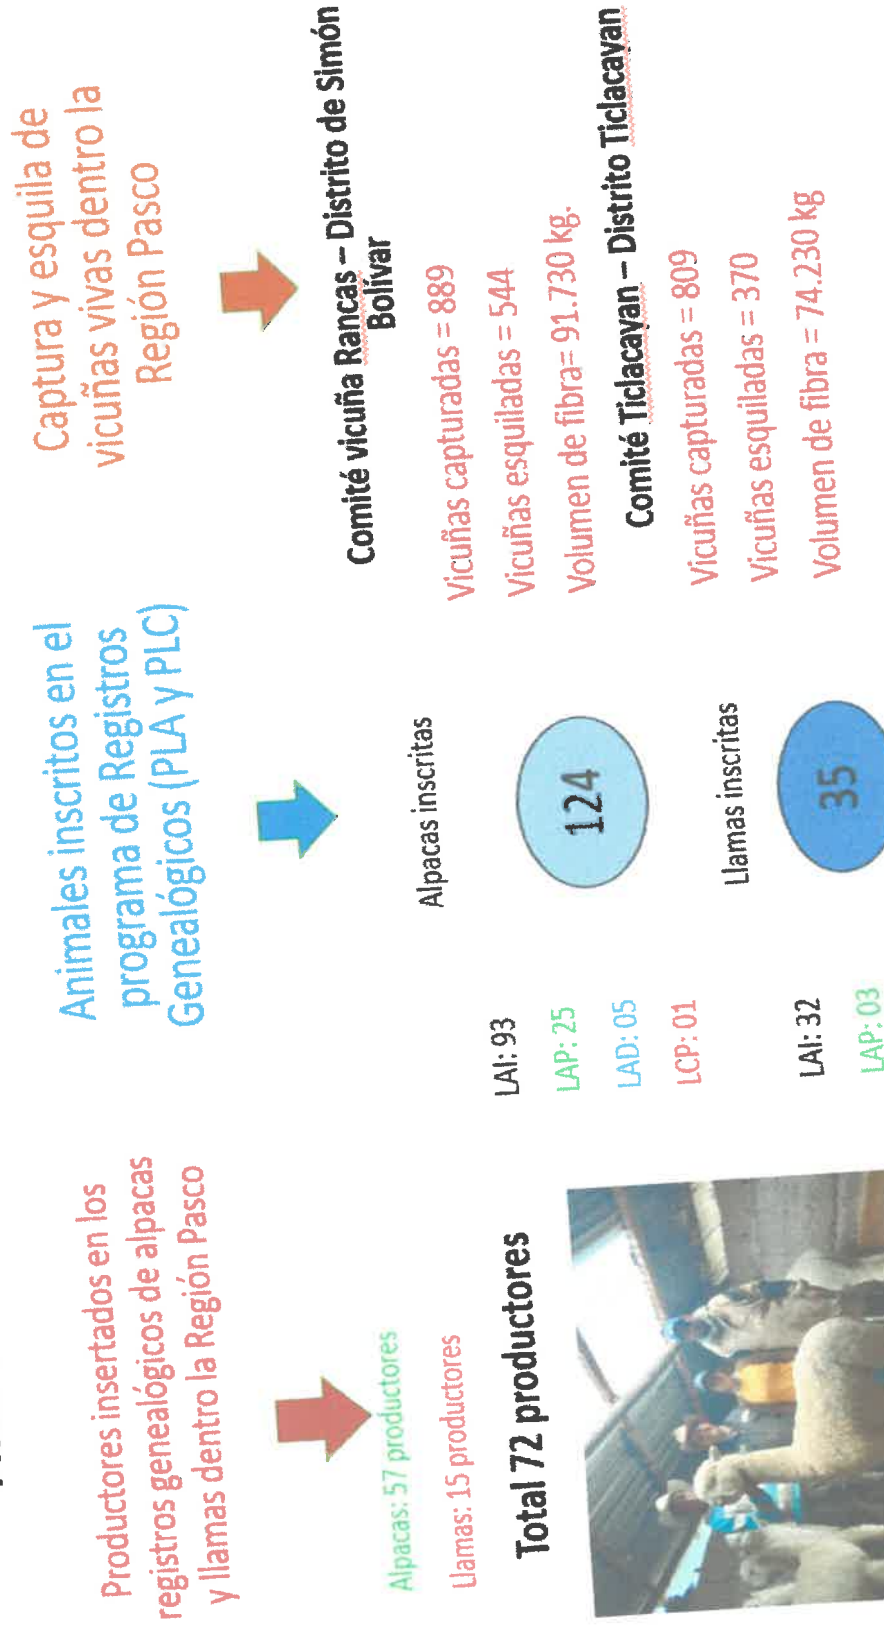 Productores insertados en los
registros genealógicos de alpacas
y llamas dentro la Región Pasco
Alpacas: 57 productores
Llamas: 15 productores
Total 72 productores
Animales inscritos en el
programa de Registros
Genealógicos (PLA y PLC)
Alpacas inscritas
124
LAI: 93
LAP: 25
LAD: 05
LCP: 01
Llamas inscritas
35
LAI: 32
LAP: 03
Captura y esquila de
vicuñas vivas dentro la
Región Pasco
Comité vicuña Rancas – Distrito de Simón
Bolívar
Vicuñas capturadas = 889
Vicuñas esquiladas = 544
Volumen de fibra= 91.730 kg.
Comité Ticlacayan – Distrito Ticlacayan
Vicuñas capturadas = 809
Vicuñas esquiladas = 370
Volumen de fibra = 74.230 kg